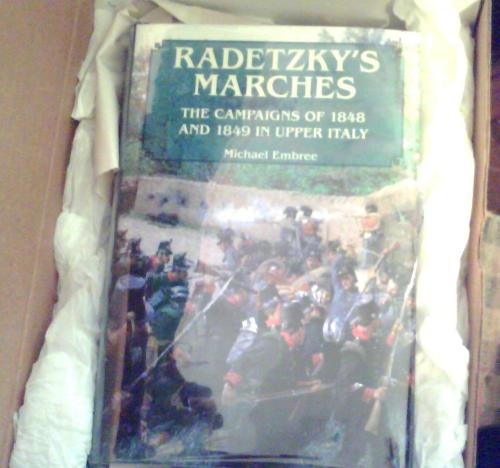 RADETZKY'S
MARCHES
THE CAMPAIGNS OF 1848
AND 1849 IN UPPER ITALY
Michael Embree